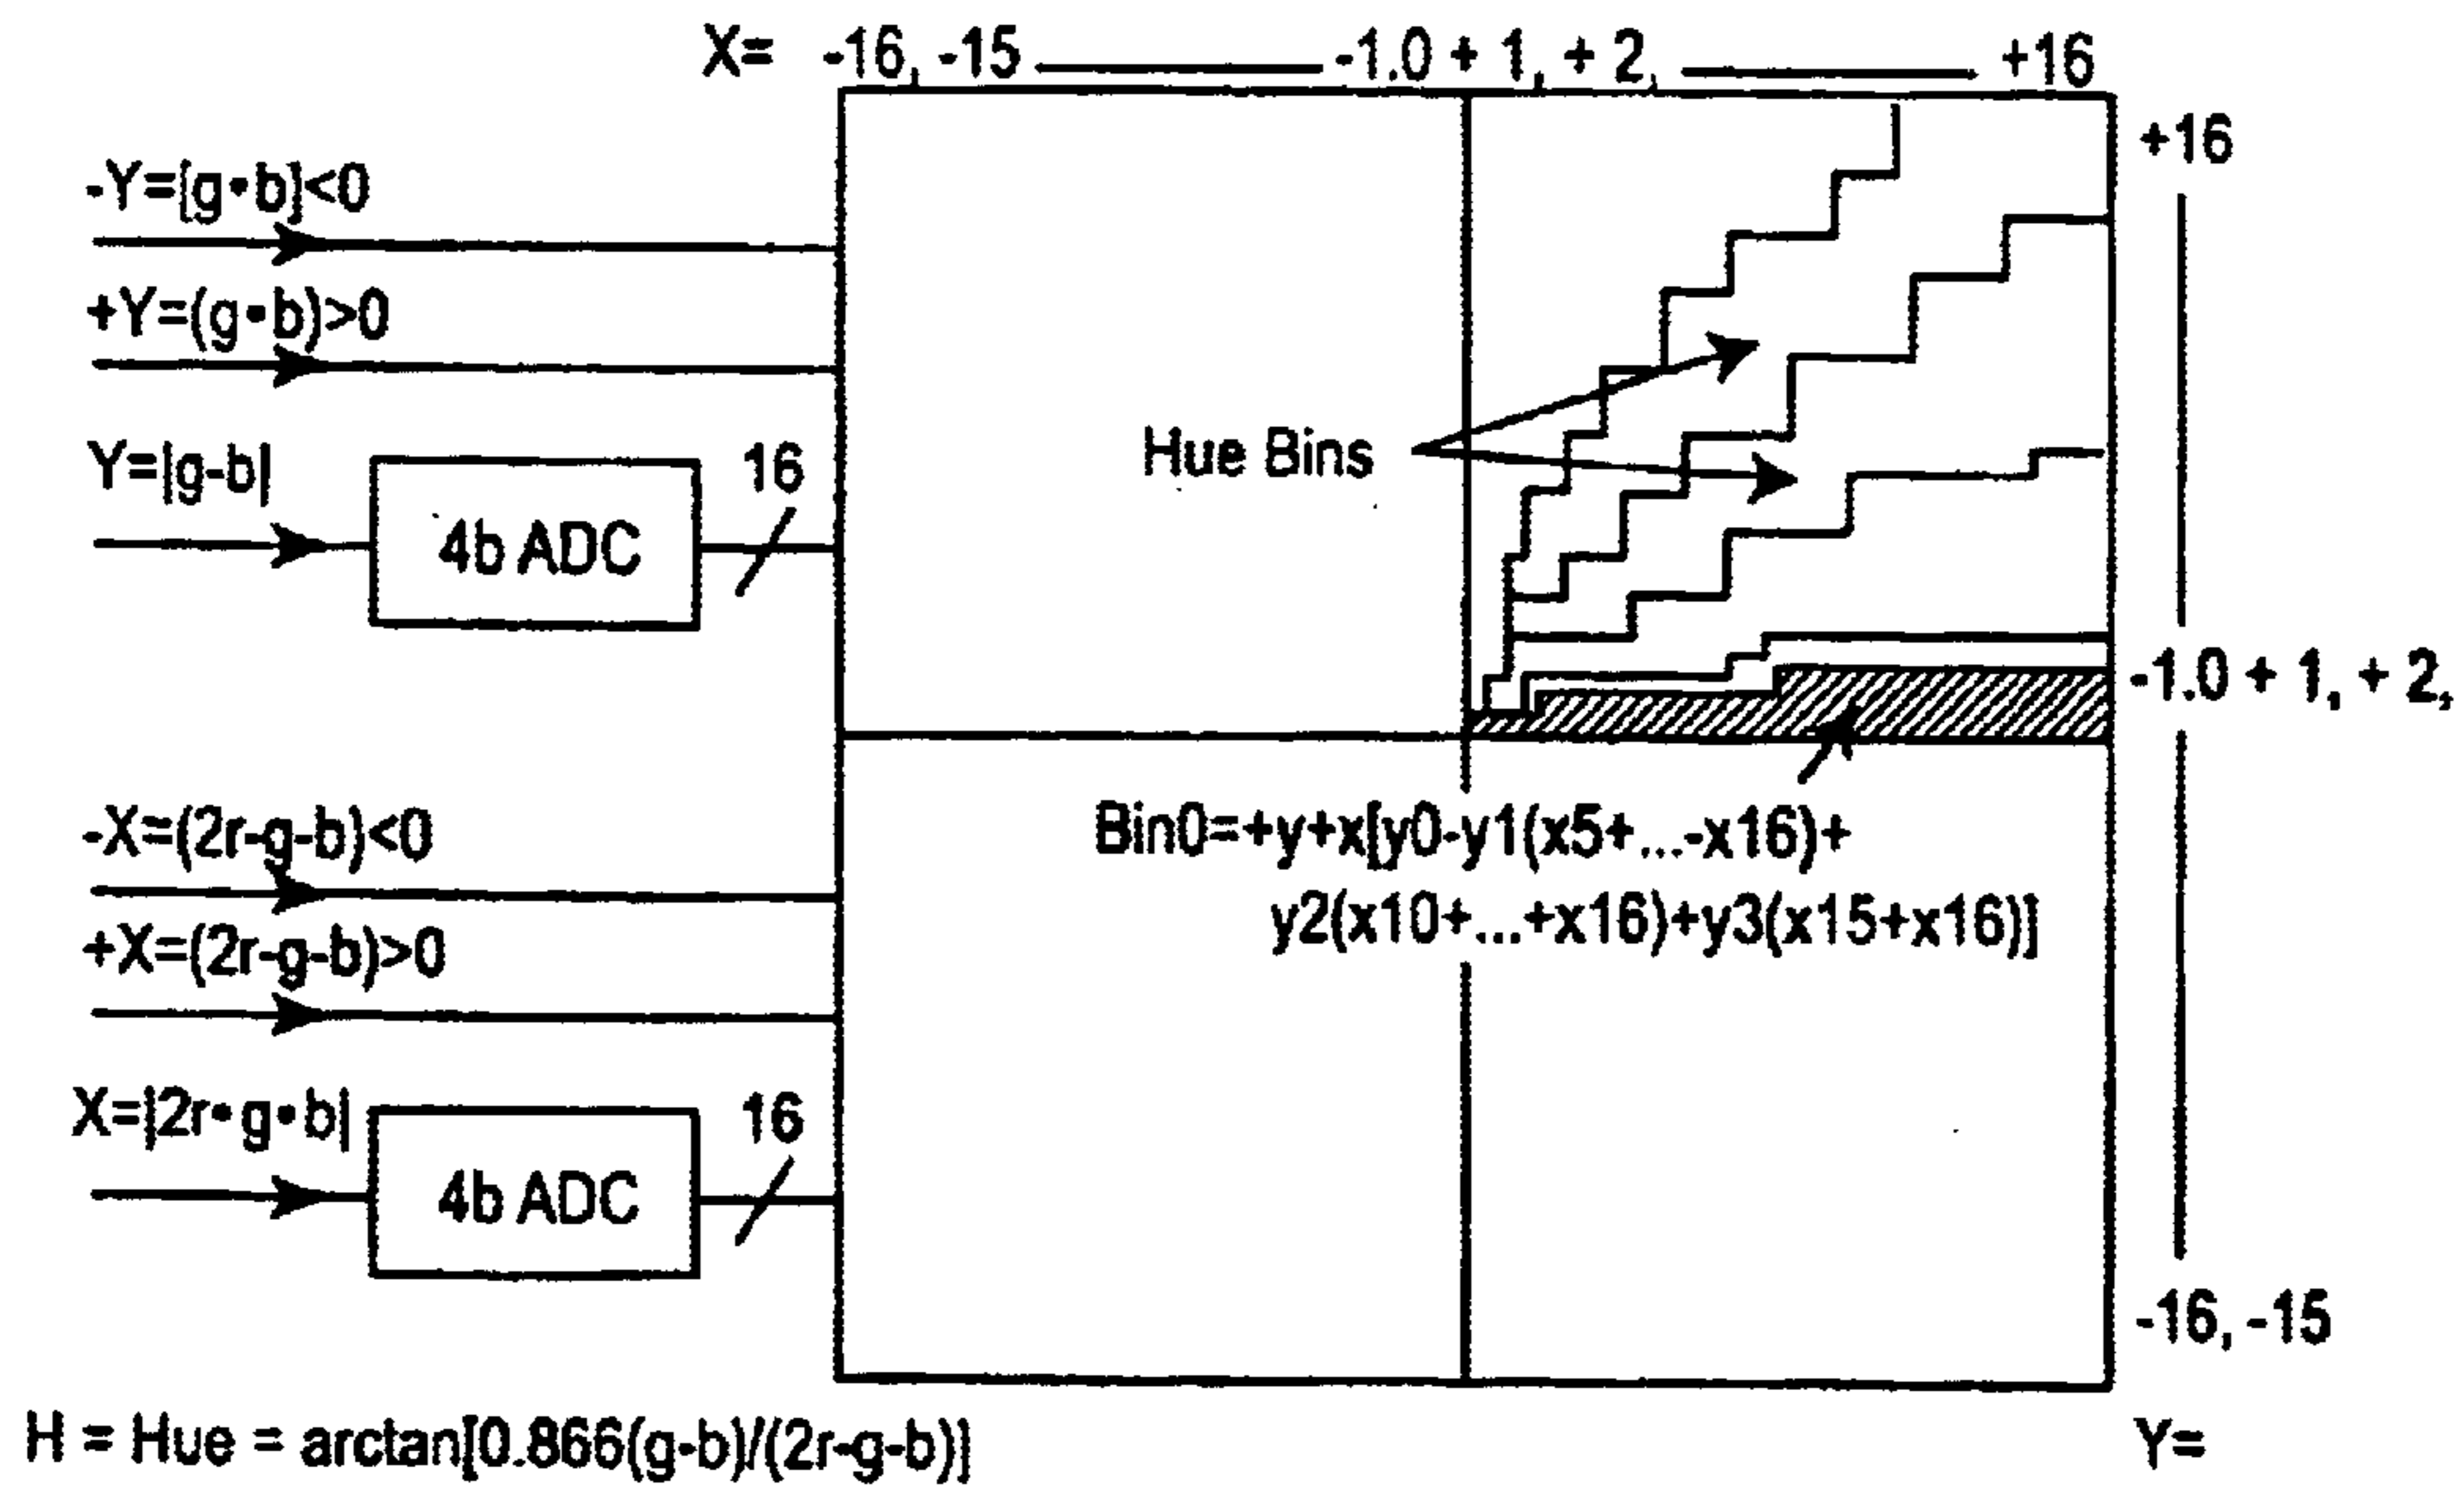 X= -16, -15 -1.0 + 1, + 2, +16
+16
-Y=[g•b]<0
+Y=(g•b)>0
Y=|g-b|
16
4b ADC
Hue Bins
-1.0 + 1, + 2,
-X=(2r-g-b)<0
+X=(2r-g-b)>0
Bin0=+y+x[y0-y1(x5+...-x16)+
y2(x10+...+x16)+y3(x15+x16)]
X=|2r•g•b|
16
4b ADC
-16, -15
H = Hue = arctan[0.866(g-b)/(2r-g-b)]
Y=